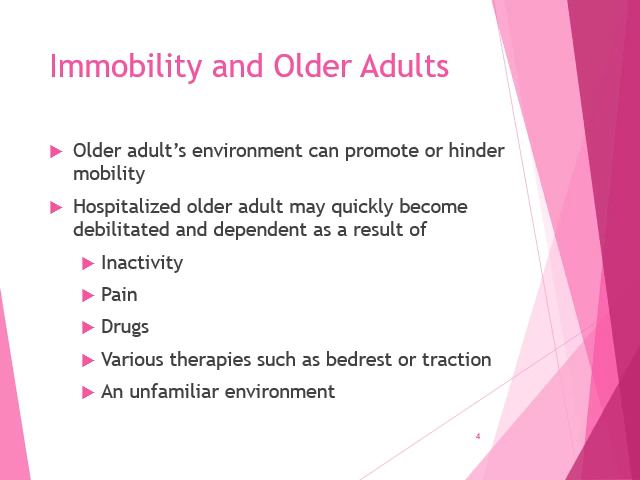 Immobility and Older Adults
Older adult’s environment can promote or hinder
mobility
Hospitalized older adult may quickly become
debilitated and dependent as a result of
Inactivity
Pain
Drugs
Various therapies such as bedrest or traction
An unfamiliar environment
4